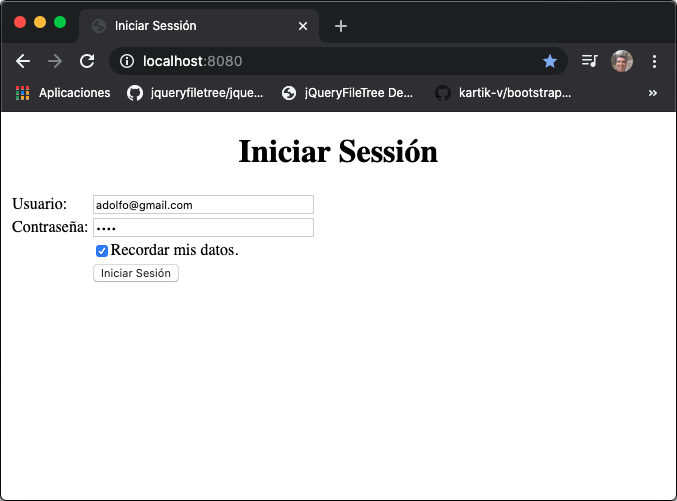 Iniciar Sessión
localhost:8080
Aplicaciones jqueryfiletree/jque... jQueryFileTree De... kartik-v/bootstrap... »
Iniciar Sessión
Usuario: adolfo@gmail.com
Contraseña: ••••
Recordar mis datos.
Iniciar Sesión